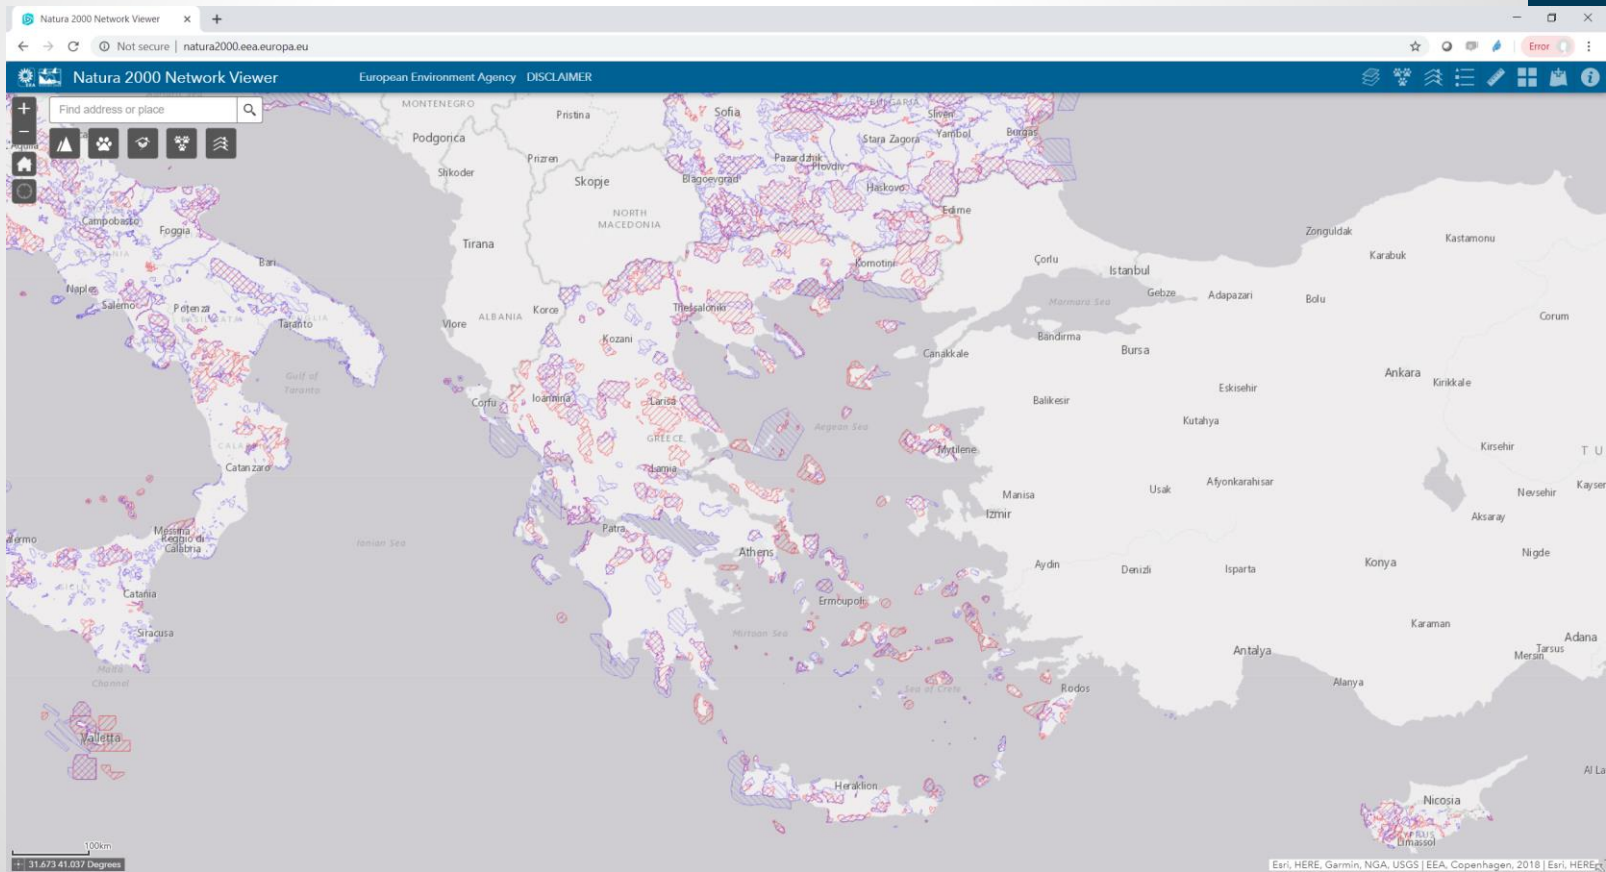 Natura 2000 Network Viewer
Not secure | natura2000.eea.europa.eu
Error
Natura 2000 Network Viewer
European Environment Agency DISCLAIMER
Find address or place
MONTENEGRO
Pristina
Sofia
BULGARIA
Sliven
Burgas
Podgorica
Stara Zagora
Yambol
Prizren
Pazardzhik
Plovdiv
Shkoder
Skopje
Blagoevgrad
Haskovo
NORTH
MACEDONIA
Edirne
Campobasso
Foggia
Zonguldak
Kastamonu
Tirana
Karabuk
Bari
Komotini
Çorlu
Istanbul
Naples
Gebze
Adapazari
Bolu
Salerno
Potenza
Marmara Sea
Thessaloniki
Korce
ALBANIA
Corum
Vlore
Taranto
Kozani
Bandirma
Canakkale
Bursa
Gulf of
Taranto
Ankara
Kirikkale
Eskisehir
Corfu
Ioannina
Larisa
Balikesir
Kutahya
Aegean Sea
GREECE
Mytilene
Kirsehir
T U
Catanzaro
Lamia
Manisa
Usak
Afyonkarahisar
Nevsehir
Kayser
Izmir
Aksaray
Messina
Reggio di
Calabria
Patra
Ionian Sea
Athens
Nigde
Konya
Aydin
Denizli
Isparta
Catania
Ermoupoli
Karaman
Siracusa
Mirtoan Sea
Adana
Antalya
Tarsus
Mersin
Malta
Channel
Sea of Crete
Rodos
Alanya
Valletta
Al La
Heraklion
Nicosia
CYPRUS
Limassol
100km
31.673 41.037 Degrees
Esri, HERE, Garmin, NGA, USGS | EEA, Copenhagen, 2018 | Esri, HERE